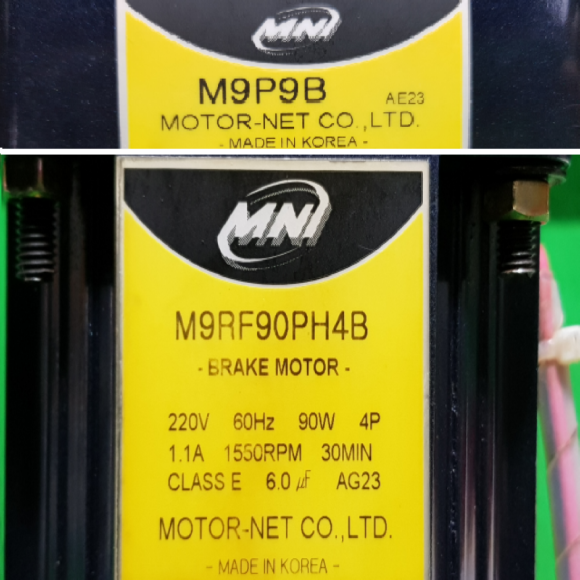 MNI
M9P9B AE23
MOTOR-NET CO.,LTD.
- MADE IN KOREA -
MNI
M9RF90PH4B
- BRAKE MOTOR -
220V 60Hz 90W 4P
1.1A 1550RPM 30MIN
CLASS E 6.0 μF AG23
MOTOR-NET CO.,LTD.
- MADE IN KOREA -